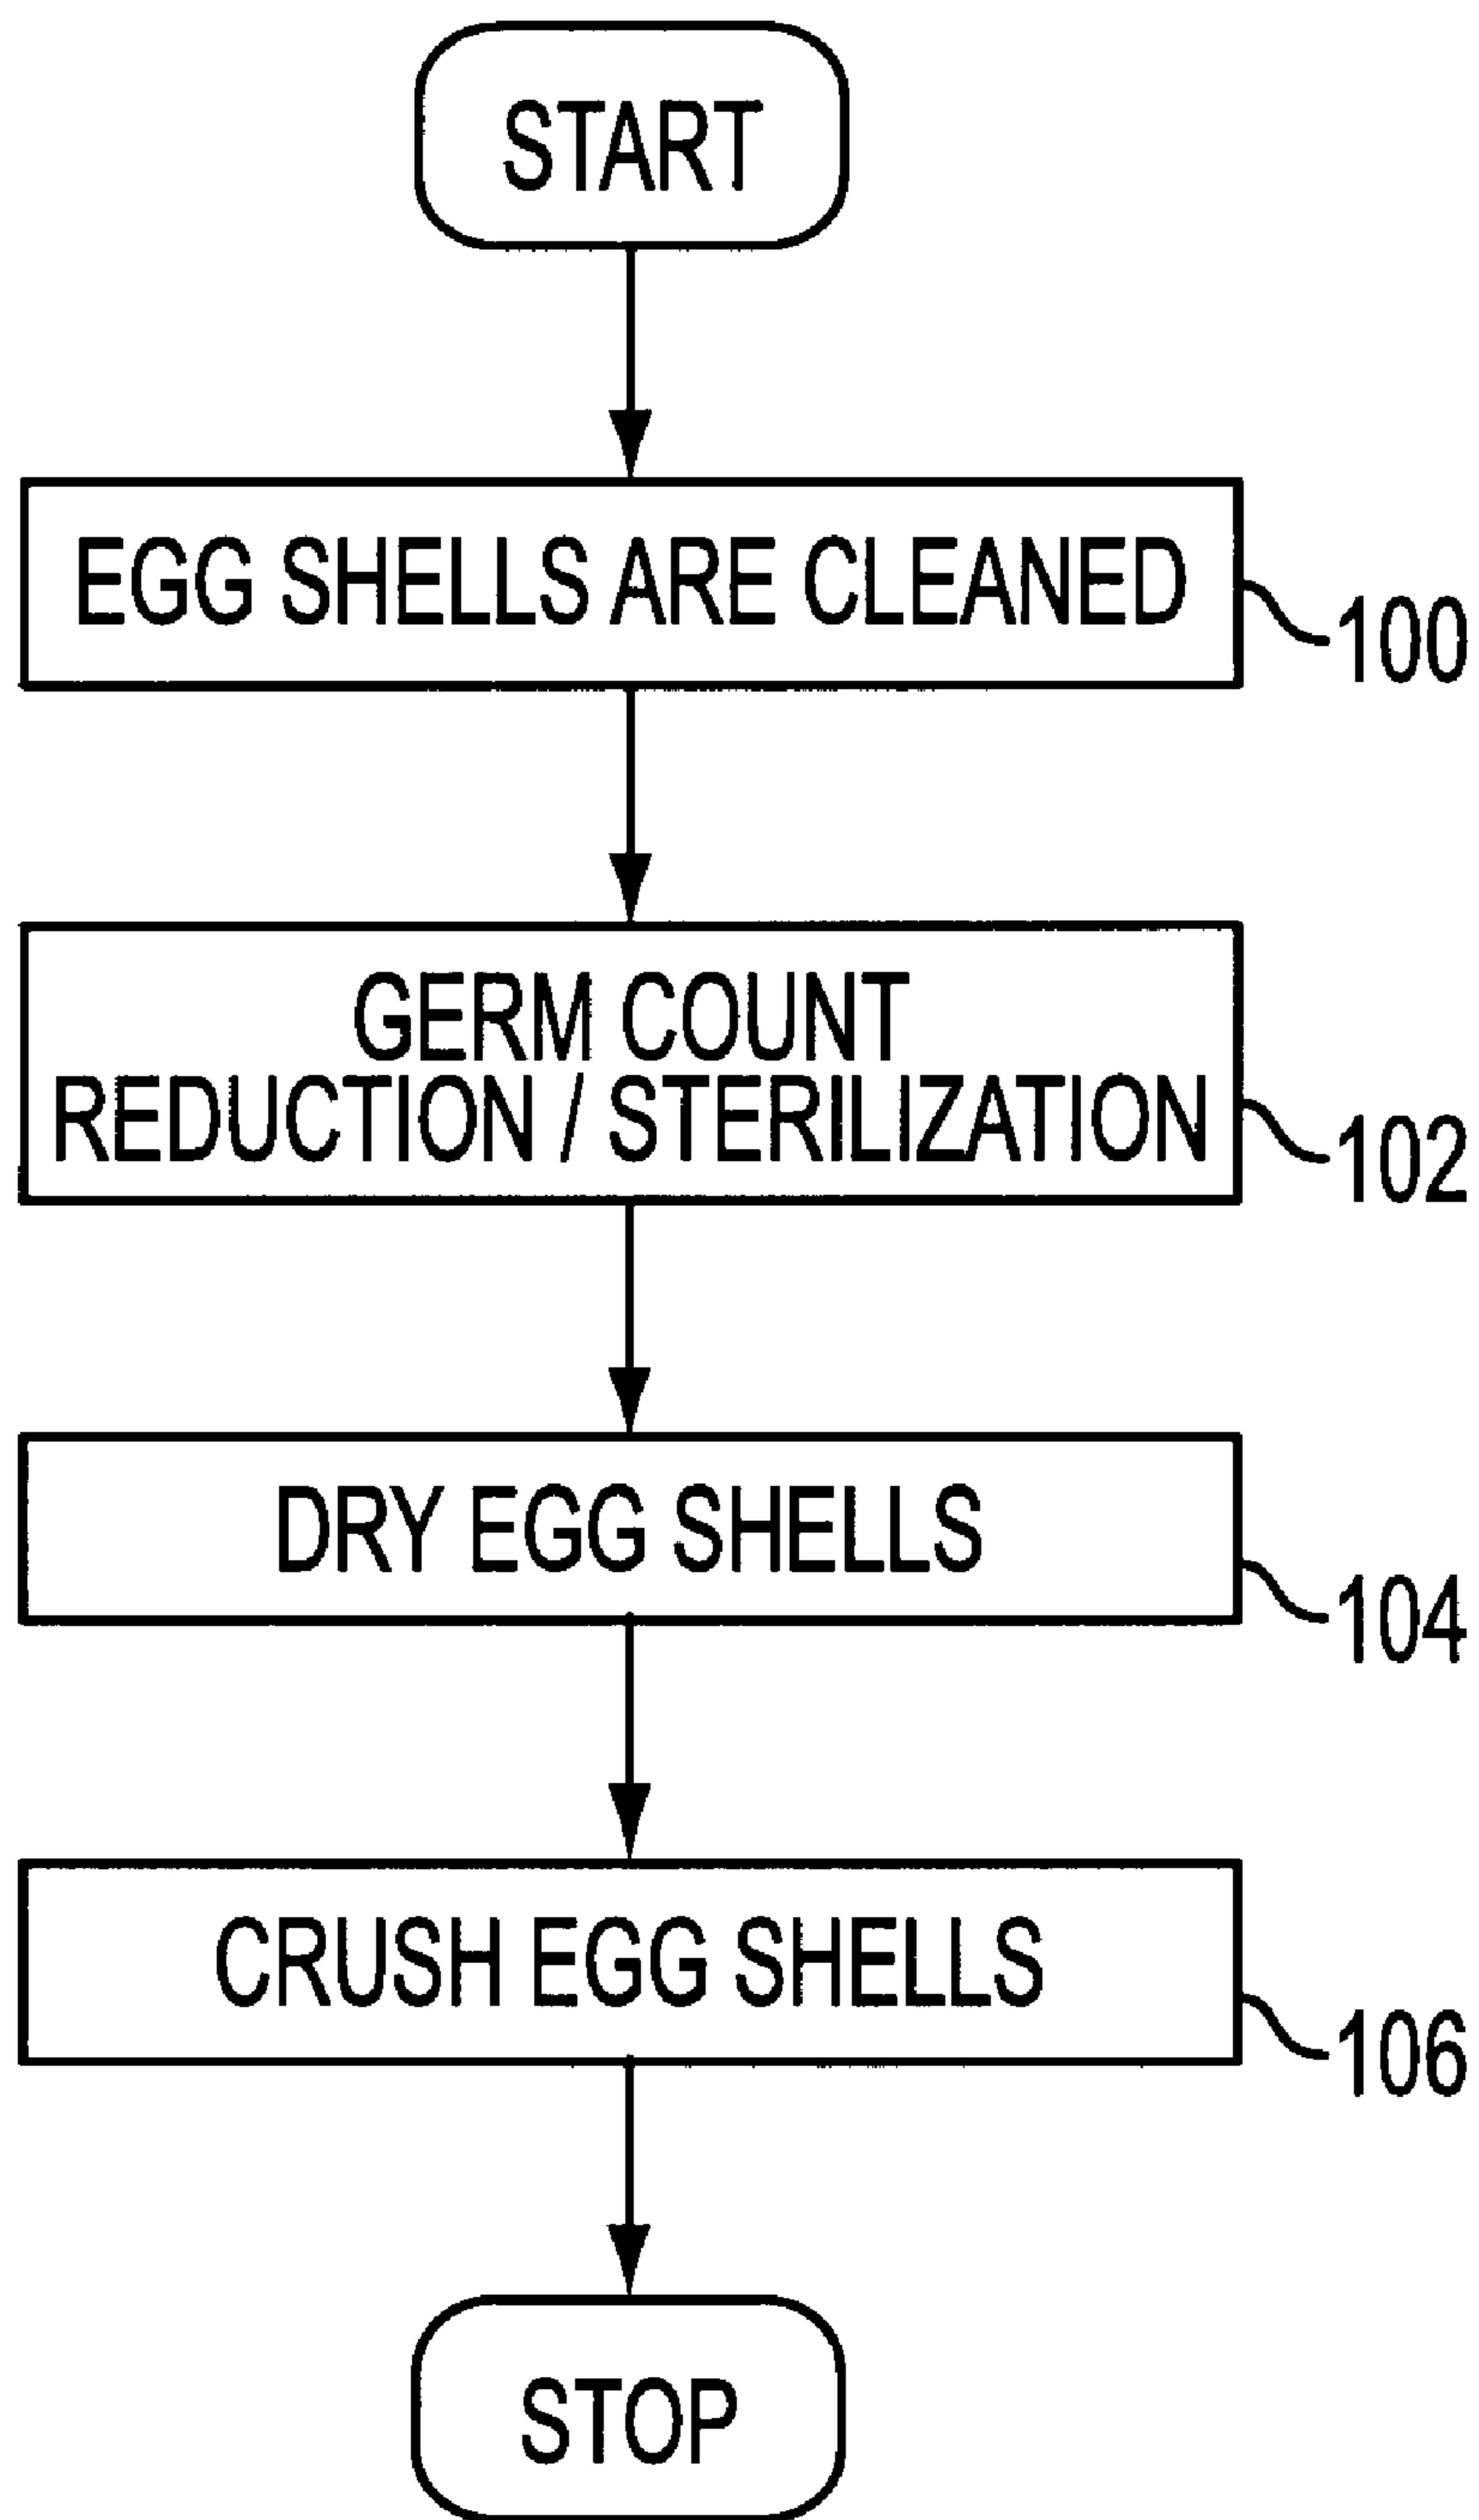 START
EGG SHELLS ARE CLEANED
100
GERM COUNT
REDUCTION / STERILIZATION
102
DRY EGG SHELLS
104
CRUSH EGG SHELLS
106
STOP